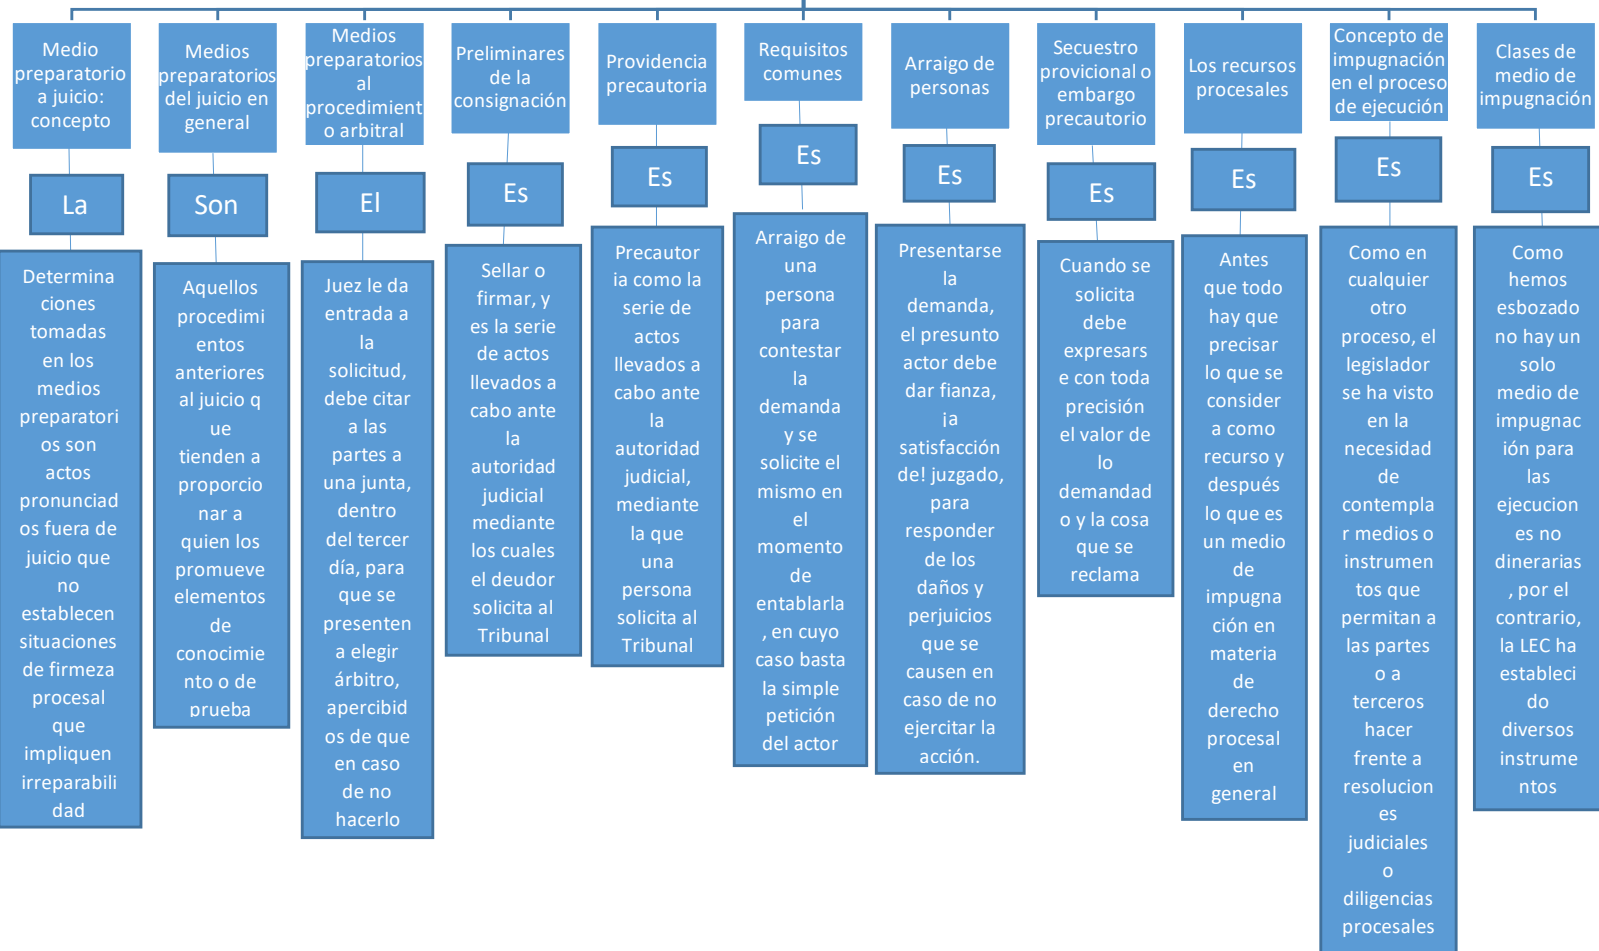 Medio
preparatorio
a juicio:
concepto
La
Determina
ciones
tomadas
en los
medios
preparatori
os son
actos
pronunciad
os fuera de
juicio que
no
establecen
situaciones
de firmeza
procesal
que
impliquen
irreparabili
dad
Medios
preparatorios
del juicio en
general
Son
Aquellos
procedimi
entos
anteriores
al juicio q
ue
tienden a
proporcio
nar a
quien los
promueve
elementos
de
conocimie
nto o de
prueba
Medios
preparatorios
al
procedimient
o arbitral
El
Juez le da
entrada a
la
solicitud,
debe citar
a las
partes a
una junta,
dentro
del tercer
día, para
que se
presenten
a elegir
árbitro,
apercibid
os de que
en caso
de no
hacerlo
Preliminares
de la
consignación
Es
Sellar o
firmar, y
es la serie
de actos
llevados a
cabo ante
la
autoridad
judicial
mediante
los cuales
el deudor
solicita al
Tribunal
Providencia
precautoria
Es
Precautor
ia como la
serie de
actos
llevados a
cabo ante
la
autoridad
judicial,
mediante
la que
una
persona
solicita al
Tribunal
Requisitos
comunes
Es
Arraigo de
una
persona
para
contestar
la
demanda
y se
solicite el
mismo en
el
momento
de
entablarla
, en cuyo
caso basta
la simple
petición
del actor
Arraigo de
personas
Es
Presentarse
la
demanda,
el presunto
actor debe
dar fianza,
¡a
satisfacción
de! juzgado,
para
responder
de los
daños y
perjuicios
que se
causen en
caso de no
ejercitar la
acción.
Secuestro
provicional o
embargo
precautorio
Es
Cuando se
solicita
debe
expresars
e con toda
precisión
el valor de
lo
demandad
o y la cosa
que se
reclama
Los recursos
procesales
Es
Antes
que todo
hay que
precisar
lo que se
consider
a como
recurso y
después
lo que es
un medio
de
impugna
ción en
materia
de
derecho
procesal
en
general
Concepto de
impugnación
en el proceso
de ejecución
Es
Como en
cualquier
otro
proceso, el
legislador
se ha visto
en la
necesidad
de
contempla
r medios o
instrumen
tos que
permitan a
las partes
o a
terceros
hacer
frente a
resolucion
es
judiciales
o
diligencias
procesales
Clases de
medio de
impugnación
Es
Como
hemos
esbozado
no hay un
solo
medio de
impugnac
ión para
las
ejecucion
es no
dinerarias
, por el
contrario,
la LEC ha
estableci
do
diversos
instrume
ntos